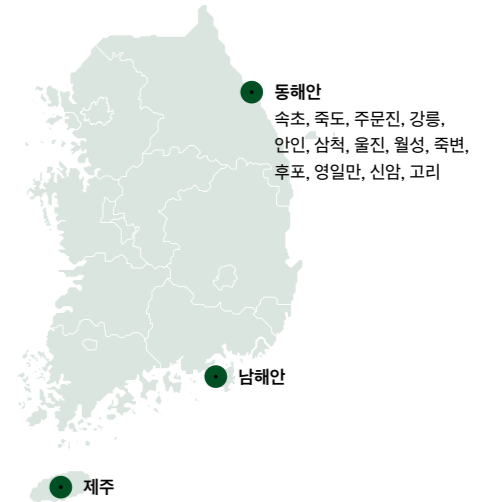 동해안
속초, 죽도, 주문진, 강릉,
안인, 삼척, 울진, 월성, 죽변,
후포, 영일만, 신암, 고리
남해안
제주